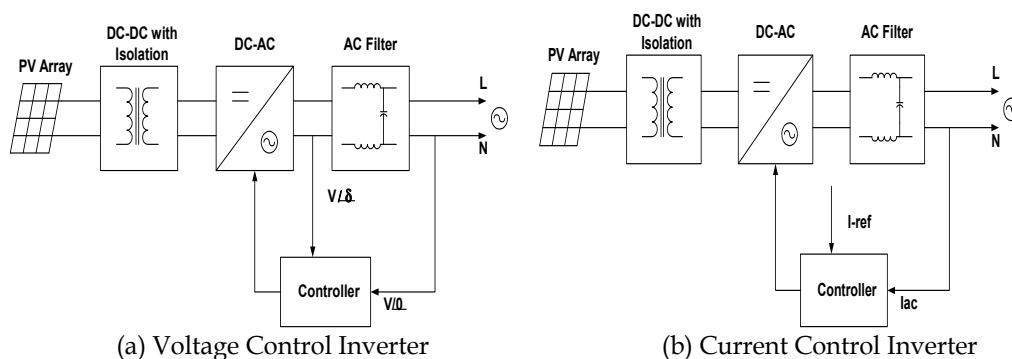 DC-DC with
Isolation
DC-AC
AC Filter
PV Array
L
N
V/δ
Controller
V/0
(a) Voltage Control Inverter
DC-DC with
Isolation
DC-AC
AC Filter
PV Array
L
N
I-ref
Controller
Iac
(b) Current Control Inverter